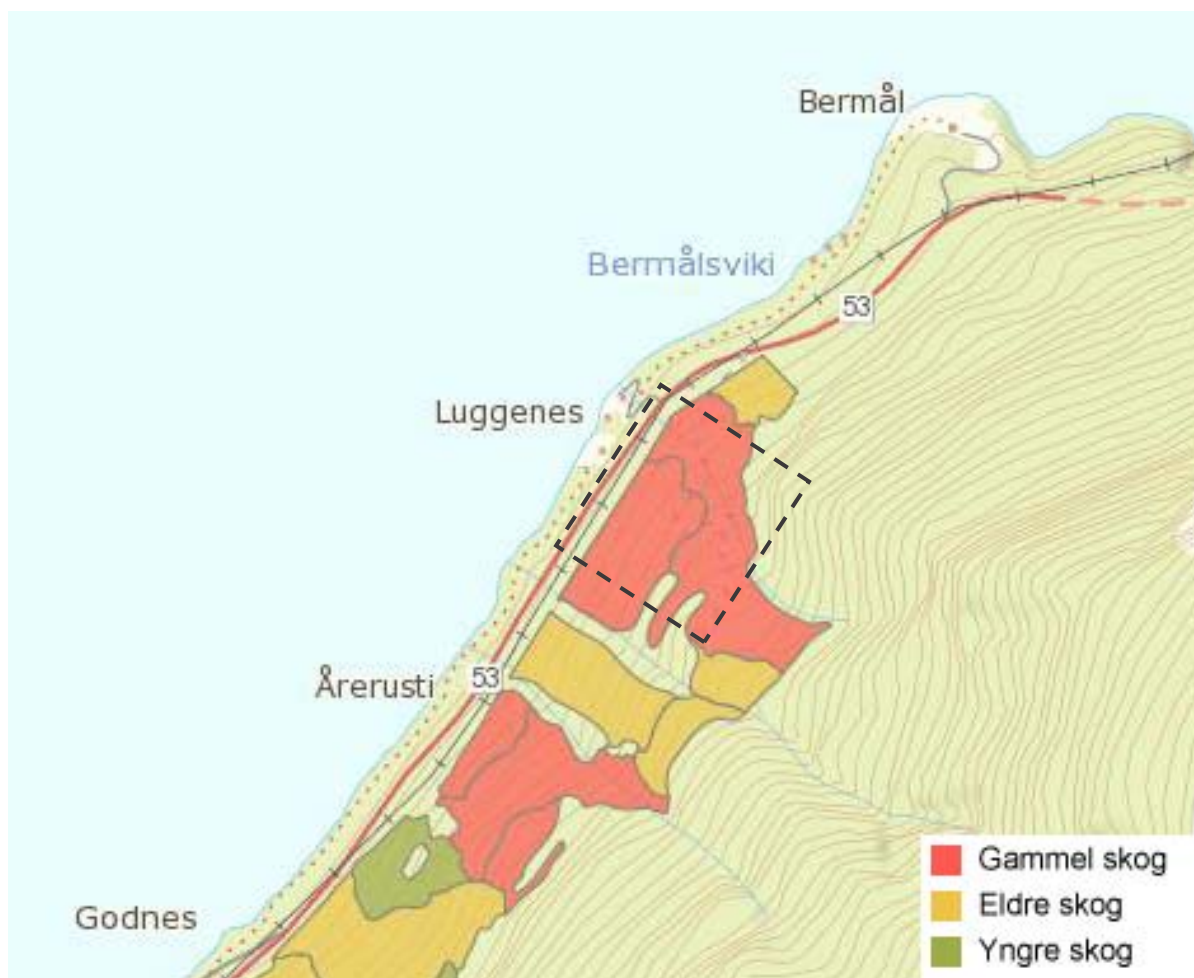 Bermål
Bermålsviki
53
Luggenes
Årerusti
53
Godnes
Gammel skog
Eldre skog
Yngre skog